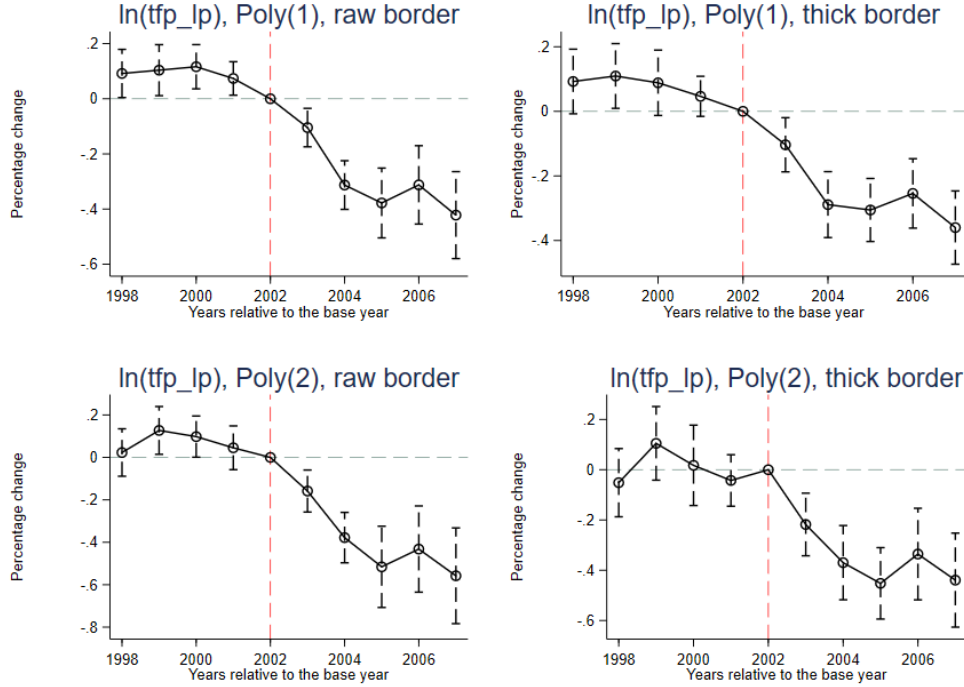 ln(tfp_lp), Poly(1), raw border
Percentage change
.2
0
-.2
-.4
-.6
1998 2000 2002 2004 2006
Years relative to the base year
ln(tfp_lp), Poly(1), thick border
Percentage change
.2
0
-.2
-.4
1998 2000 2002 2004 2006
Years relative to the base year
ln(tfp_lp), Poly(2), raw border
Percentage change
.2
0
-.2
-.4
-.6
-.8
1998 2000 2002 2004 2006
Years relative to the base year
ln(tfp_lp), Poly(2), thick border
Percentage change
.2
0
-.2
-.4
-.6
1998 2000 2002 2004 2006
Years relative to the base year